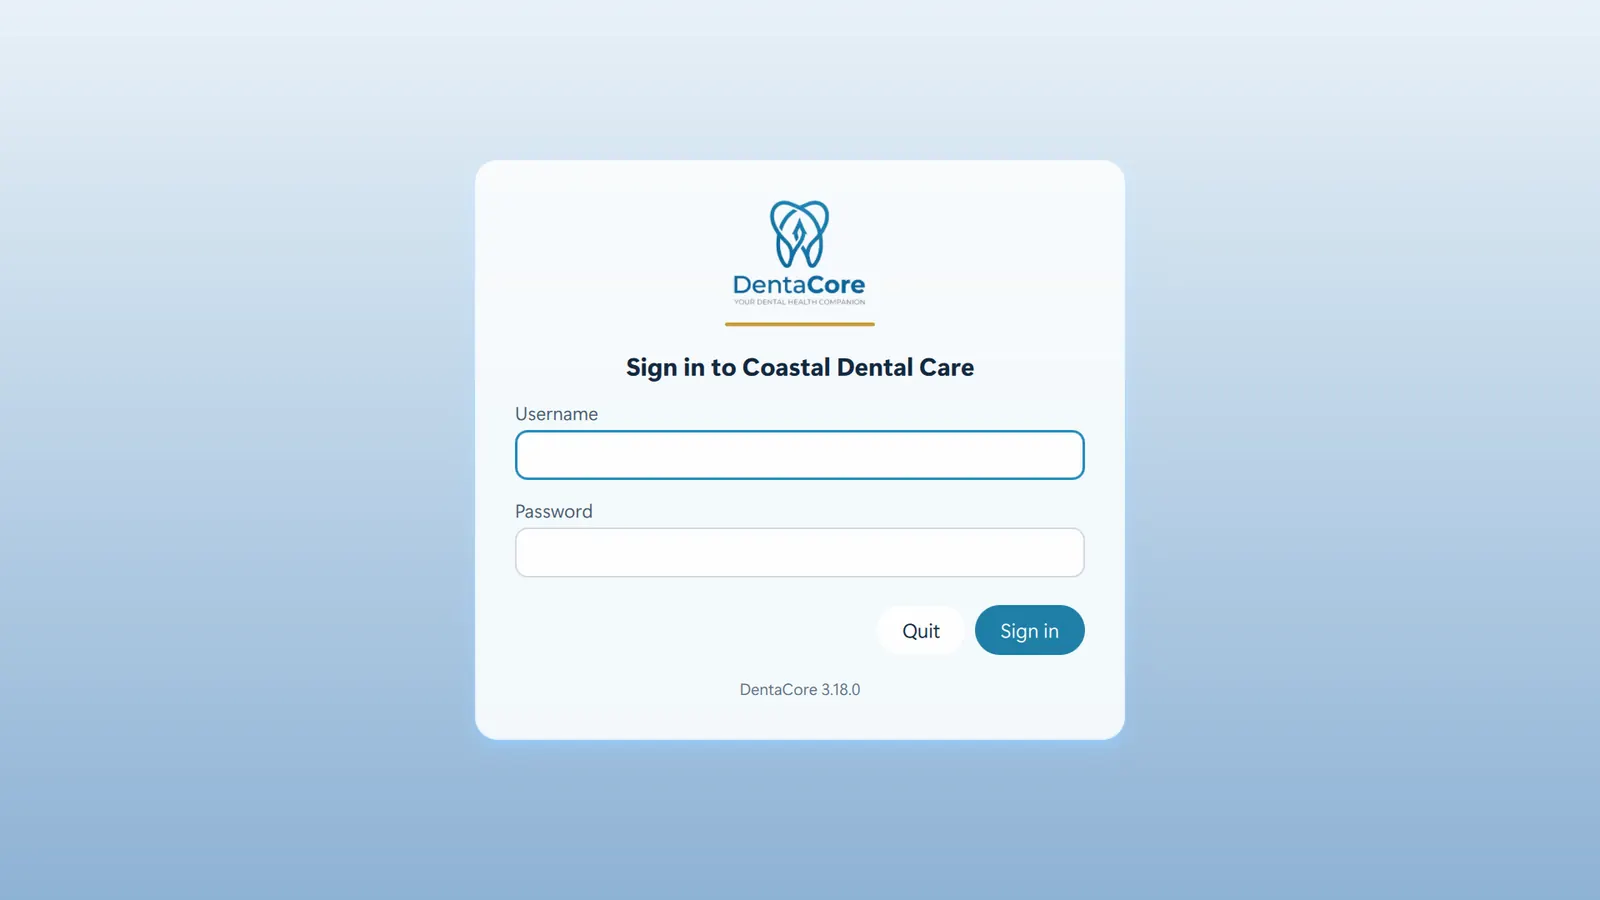 DentaCore
YOUR DENTAL HEALTH COMPANION
Sign in to Coastal Dental Care
Username
Password
Quit
Sign in
DentaCore 3.18.0